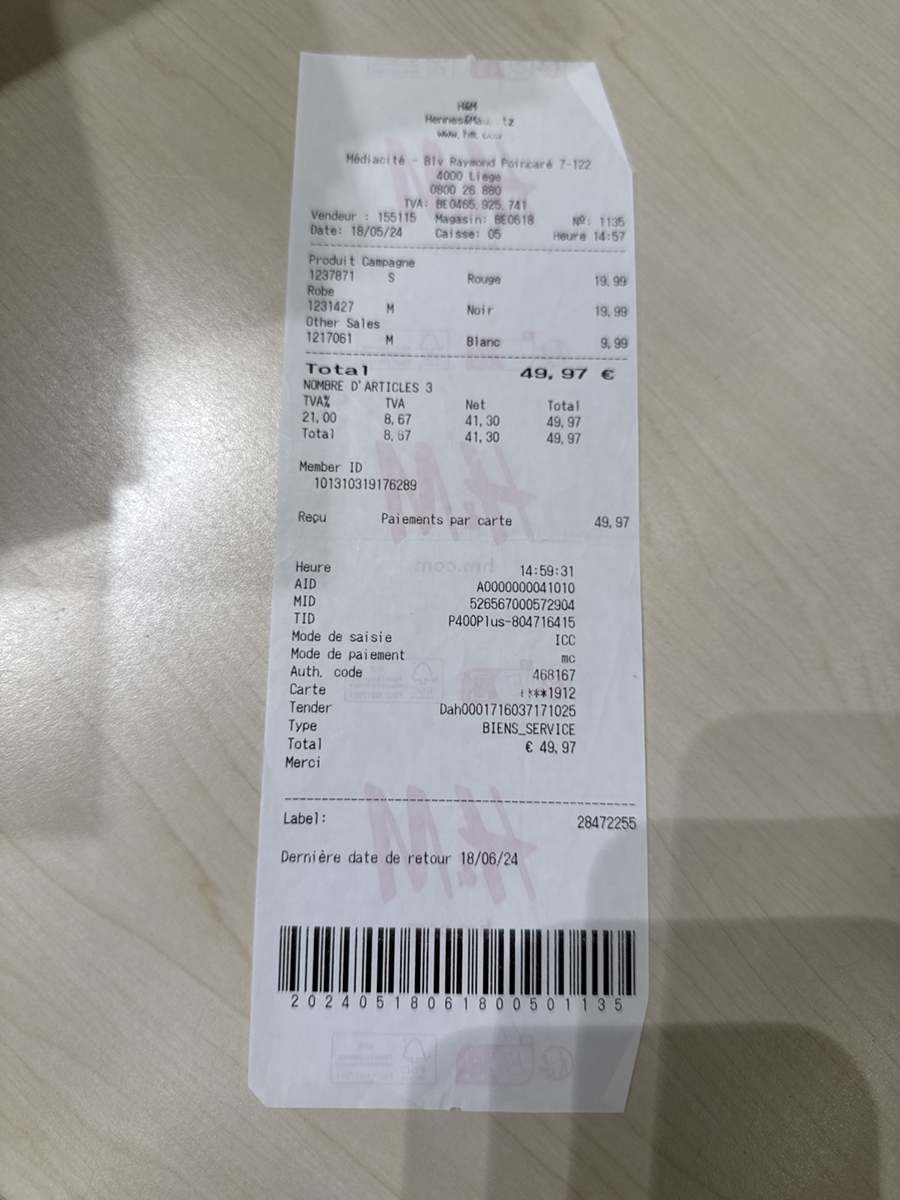 H&M
www.hm.
Médiacité - Blv Raymond Poincaré 7-122
4000 Liege
0800 26 880
TVA: BE0465.925.741
Vendeur : 155115 Magasin: BE0618 Nº: 1135
Date: 18/05/24 Caisse: 05 Heure 14:57
Produit Campagne
1237871 S Rouge 19,99
Robe
1231427 M Noir 19,99
Other Sales
1217061 M Blanc 9,99
Total 49,97 €
NOMBRE D'ARTICLES 3
TVA% TVA Net Total
21,00 8,67 41,30 49,97
Total 8,67 41,30 49,97
Member ID
101310319176289
Reçu Paiements par carte 49,97
hm.com
Heure 14:59:31
AID A0000000041010
MID 526567000572904
TID P400Plus-804716415
Mode de saisie ICC
Mode de paiement mc
Auth. code 468167
Carte ****1912
Tender Dah0001716037171025
Type BIENS_SERVICE
Total € 49,97
Merci
Label: 28472255
Dernière date de retour 18/06/24
20240518061800501135